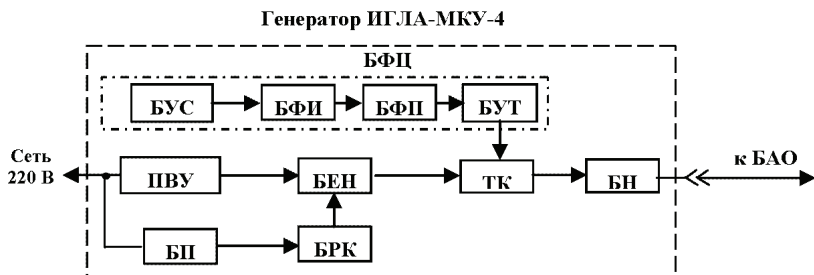 Генератор ИГЛА-МКУ-4
БФЦ
БУС БФИ БФП БУТ
Сеть
220 В
ПВУ БЕН ТК БН к БАО
БП БРК